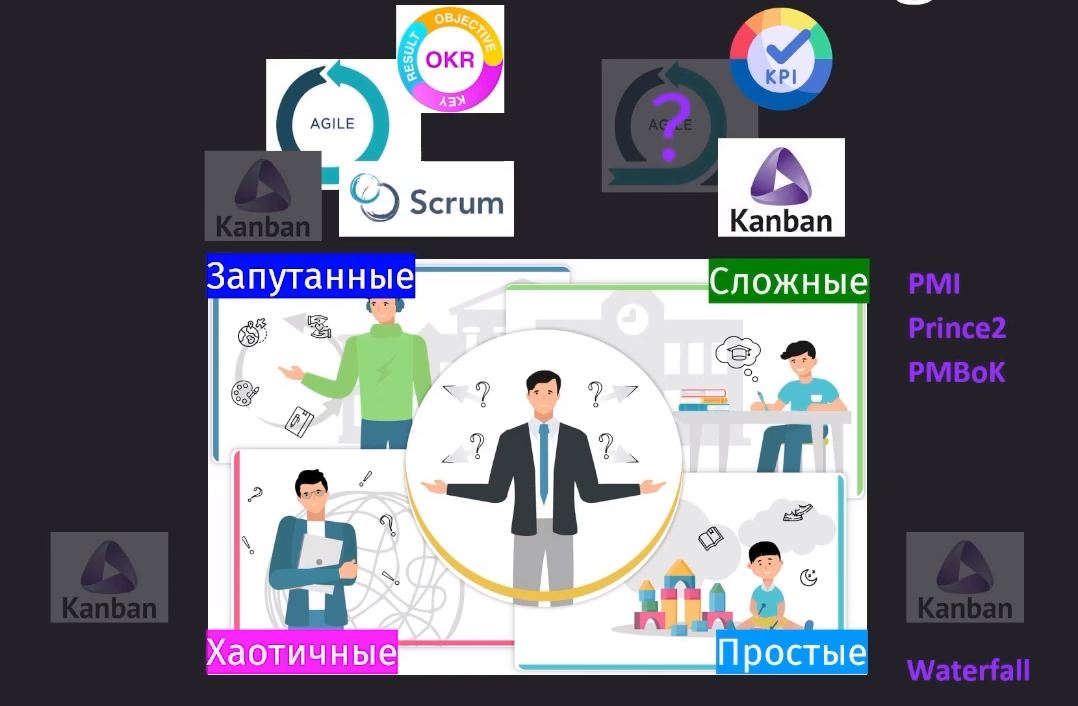 OBJECTIVE
RESULT
OKR
KEY
AGILE
Kanban
Scrum
KPI
AGILE
?
Kanban
Запутанные
Сложные
PMI
Prince2
PMBoK
? ?
? ?
Kanban
Kanban
Хаотичные
Простые
Waterfall